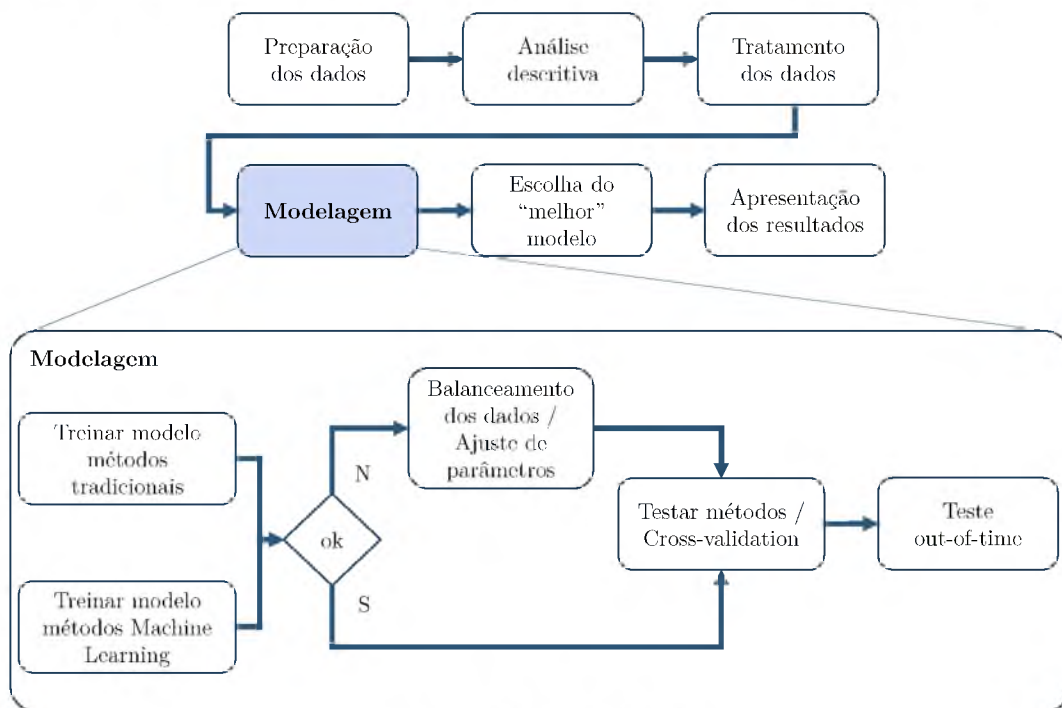 Preparação
dos dados
Análise
descritiva
Tratamento
dos dados
Modelagem
Escolha do
“melhor”
modelo
Apresentação
dos resultados
Modelagem
Treinar modelo
métodos
tradicionais
Treinar modelo
métodos Machine
Learning
ok
N
S
Balanceamento
dos dados /
Ajuste de
parâmetros
Testar métodos /
Cross-validation
Teste
out-of-time